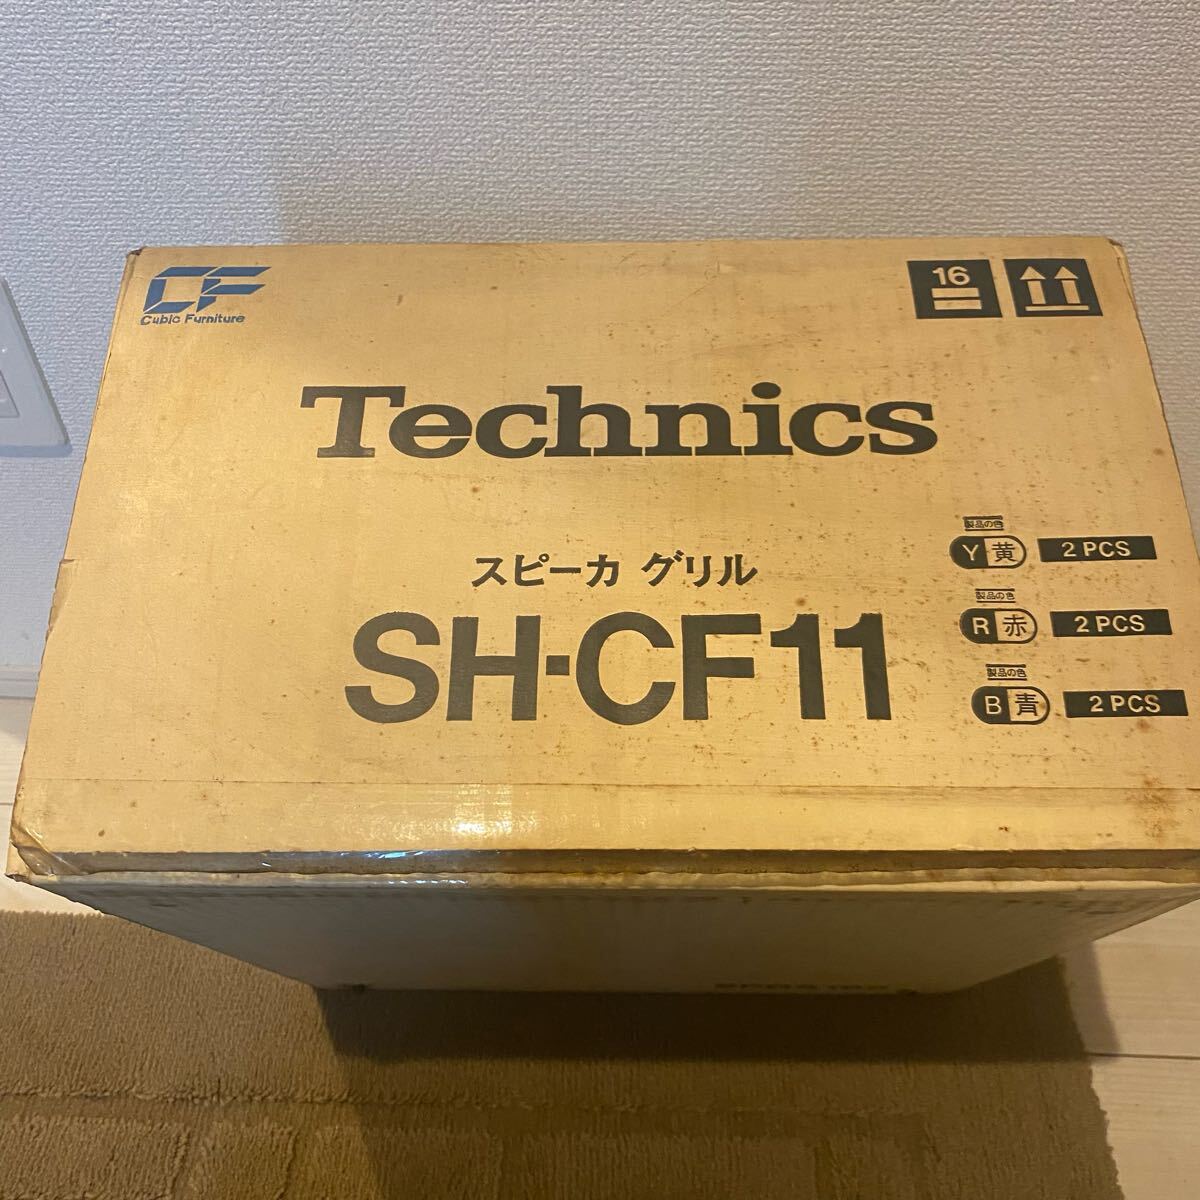 CF
Cubic Furniture
16
Technics
スピーカ グリル
SH-CF11
製品の色
Y 黄 2 PCS
製品の色
R 赤 2 PCS
製品の色
B 青 2 PCS